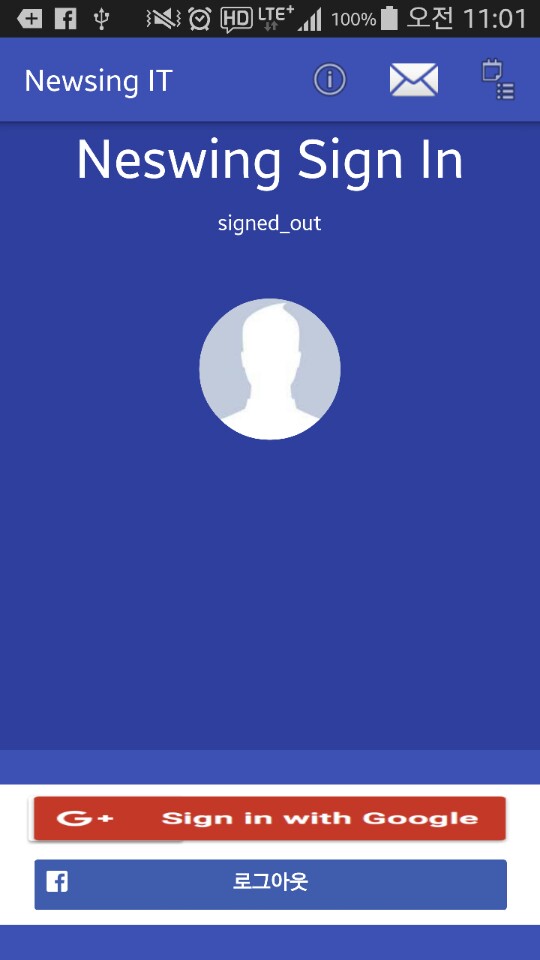 HD LTE+ 100% 오전 11:01
Newsing IT
Neswing Sign In
signed_out
G+ Sign in with Google
로그아웃